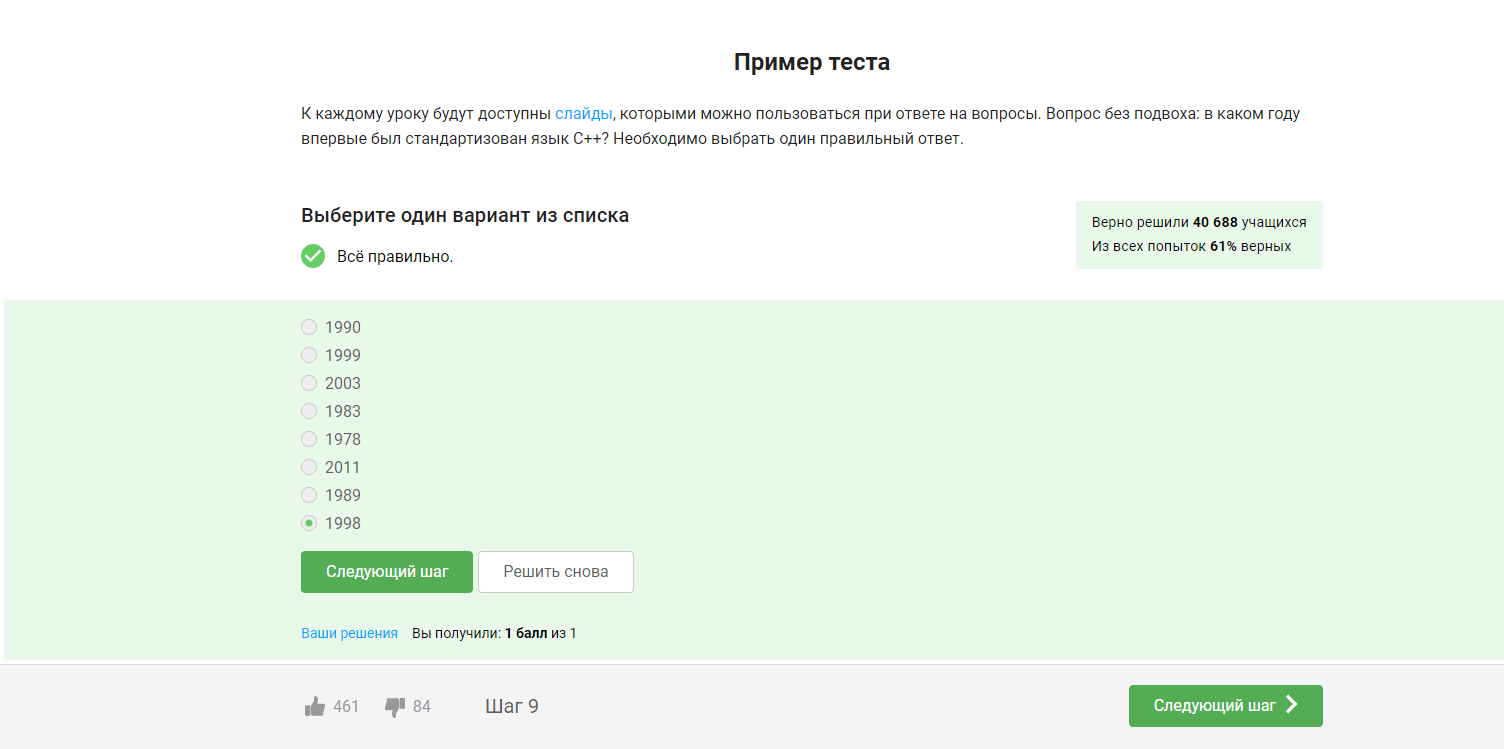 Пример теста
К каждому уроку будут доступны слайды, которыми можно пользоваться при ответе на вопросы. Вопрос без подвоха: в каком году
впервые был стандартизован язык C++? Необходимо выбрать один правильный ответ.
Выберите один вариант из списка
Всё правильно.
Верно решили 40 688 учащихся
Из всех попыток 61% верных
1990
1999
2003
1983
1978
2011
1989
1998
Следующий шаг
Решить снова
Ваши решения Вы получили: 1 балл из 1
461 84 Шаг 9 Следующий шаг